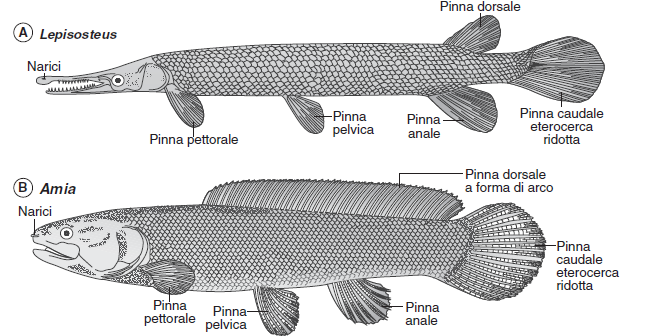 Pinna dorsale
A Lepisosteus
Narici
Pinna pettorale
Pinna
pelvica
Pinna
anale
Pinna caudale
eterocerca
ridotta
B Amia
Narici
Pinna dorsale
a forma di arco
Pinna
caudale
eterocerca
ridotta
Pinna
pettorale
Pinna
pelvica
Pinna
anale